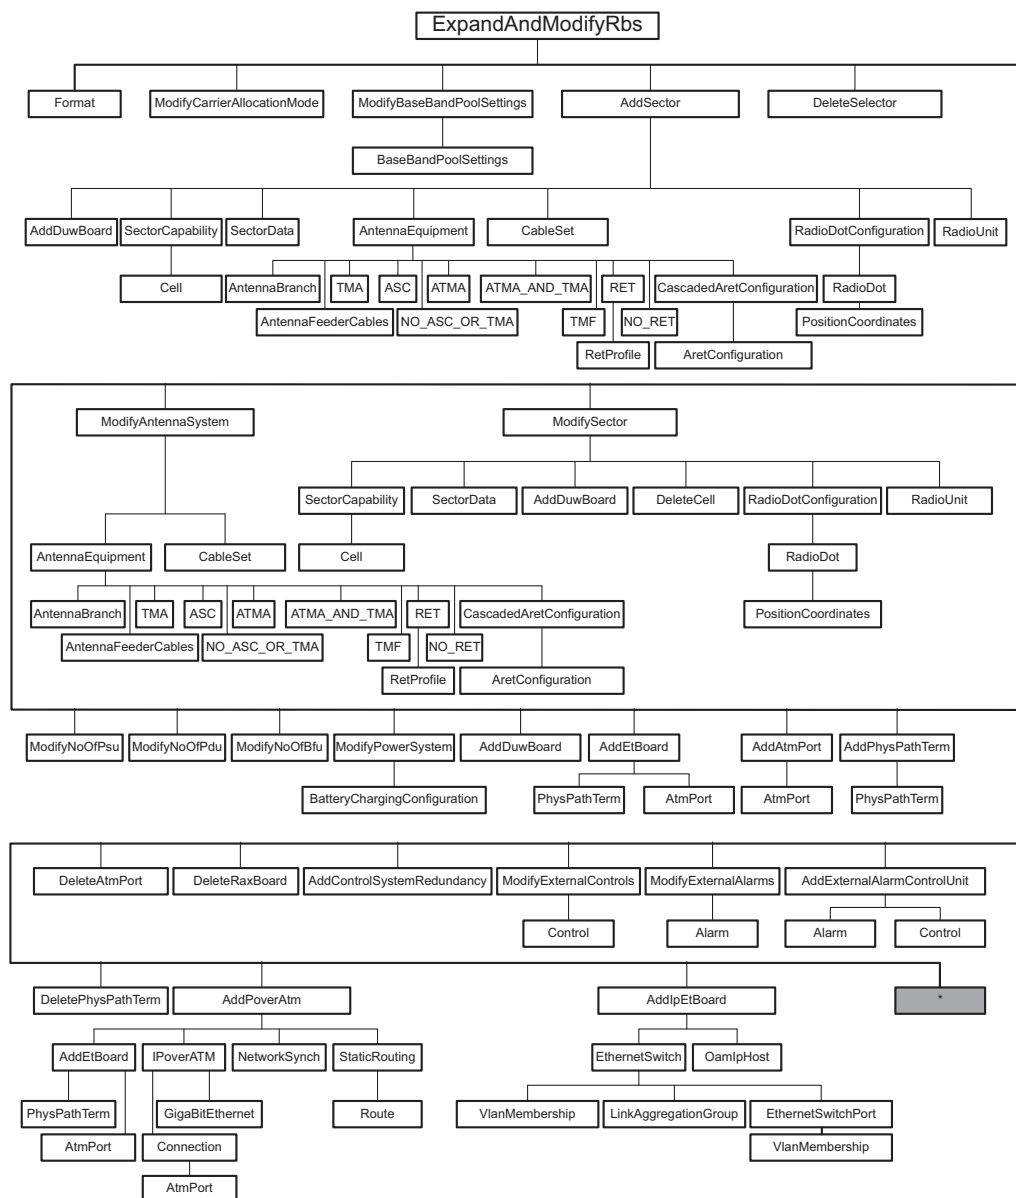 ExpandAndModifyRbs
Format
ModifyCarrierAllocationMode
ModifyBaseBandPoolSettings
AddSector
DeleteSelector
BaseBandPoolSettings
AddDuwBoard
SectorCapability
SectorData
AntennaEquipment
CableSet
RadioDotConfiguration
RadioUnit
Cell
AntennaBranch
TMA
ASC
ATMA
ATMA_AND_TMA
RET
CascadedAretConfiguration
RadioDot
AntennaFeederCables
NO_ASC_OR_TMA
TMF
NO_RET
PositionCoordinates
RetProfile
AretConfiguration
ModifyAntennaSystem
ModifySector
SectorCapability
SectorData
AddDuwBoard
DeleteCell
RadioDotConfiguration
RadioUnit
AntennaEquipment
CableSet
Cell
RadioDot
AntennaBranch
TMA
ASC
ATMA
ATMA_AND_TMA
RET
CascadedAretConfiguration
PositionCoordinates
AntennaFeederCables
NO_ASC_OR_TMA
TMF
NO_RET
RetProfile
AretConfiguration
ModifyNoOfPsu
ModifyNoOfPdu
ModifyNoOfBfu
ModifyPowerSystem
AddDuwBoard
AddEtBoard
AddAtmPort
AddPhysPathTerm
BatteryChargingConfiguration
PhysPathTerm
AtmPort
AtmPort
PhysPathTerm
DeleteAtmPort
DeleteRaxBoard
AddControlSystemRedundancy
ModifyExternalControls
ModifyExternalAlarms
AddExternalAlarmControlUnit
Control
Alarm
Alarm
Control
DeletePhysPathTerm
AddPoverAtm
AddIpEtBoard
*
AddEtBoard
IPoverATM
NetworkSynch
StaticRouting
EthernetSwitch
OamIpHost
PhysPathTerm
GigaBitEthernet
Route
VlanMembership
LinkAggregationGroup
EthernetSwitchPort
AtmPort
Connection
VlanMembership
AtmPort